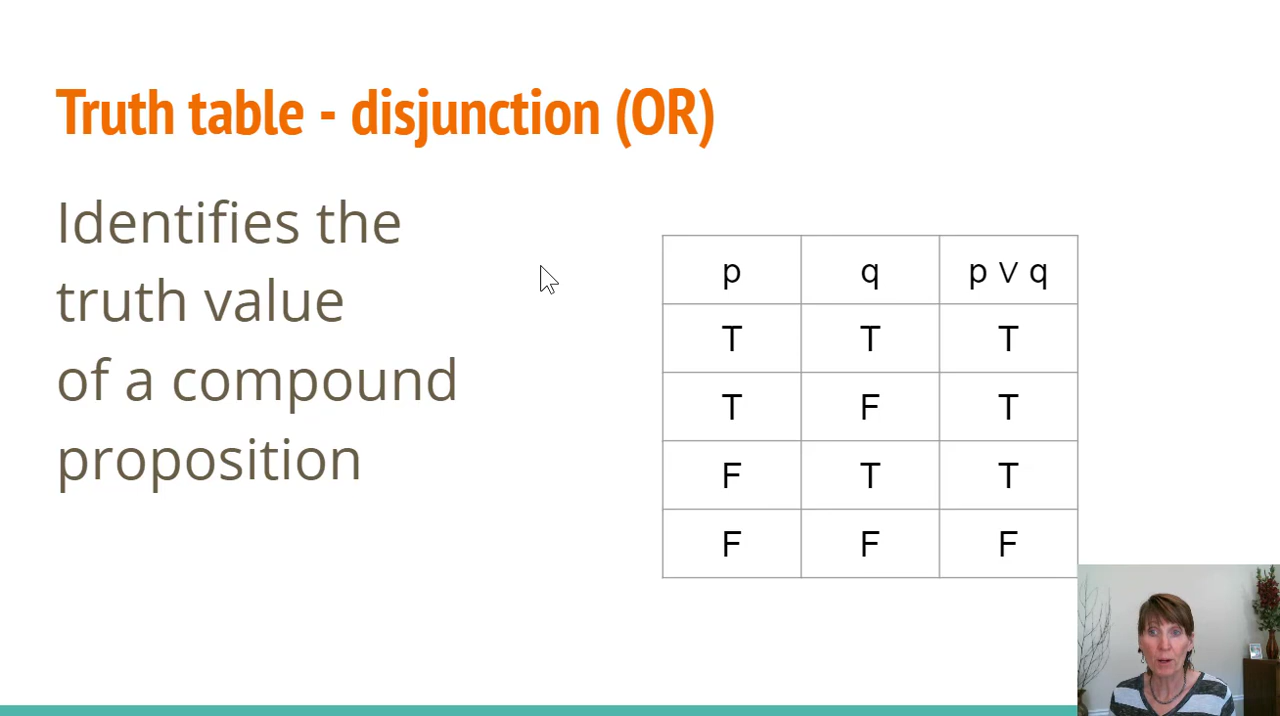 Truth table - disjunction (OR)
Identifies the
truth value
of a compound
proposition
p q p ∨ q
T T T
T F T
F T T
F F F